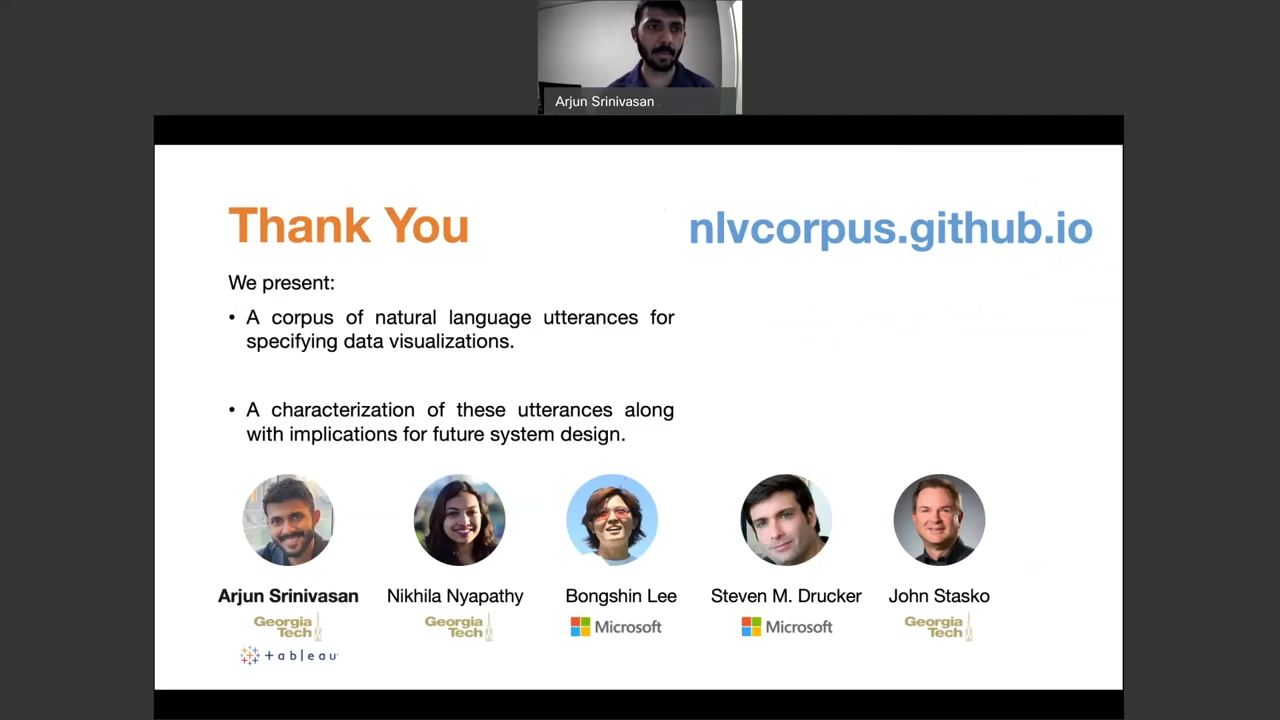 Arjun Srinivasan
Thank You
nlvcorpus.github.io
We present:
• A corpus of natural language utterances for
specifying data visualizations.
• A characterization of these utterances along
with implications for future system design.
Arjun Srinivasan
Nikhila Nyapathy
Bongshin Lee
Steven M. Drucker
John Stasko
Georgia
Tech
Georgia
Tech
Microsoft
Microsoft
Georgia
Tech
+ableau